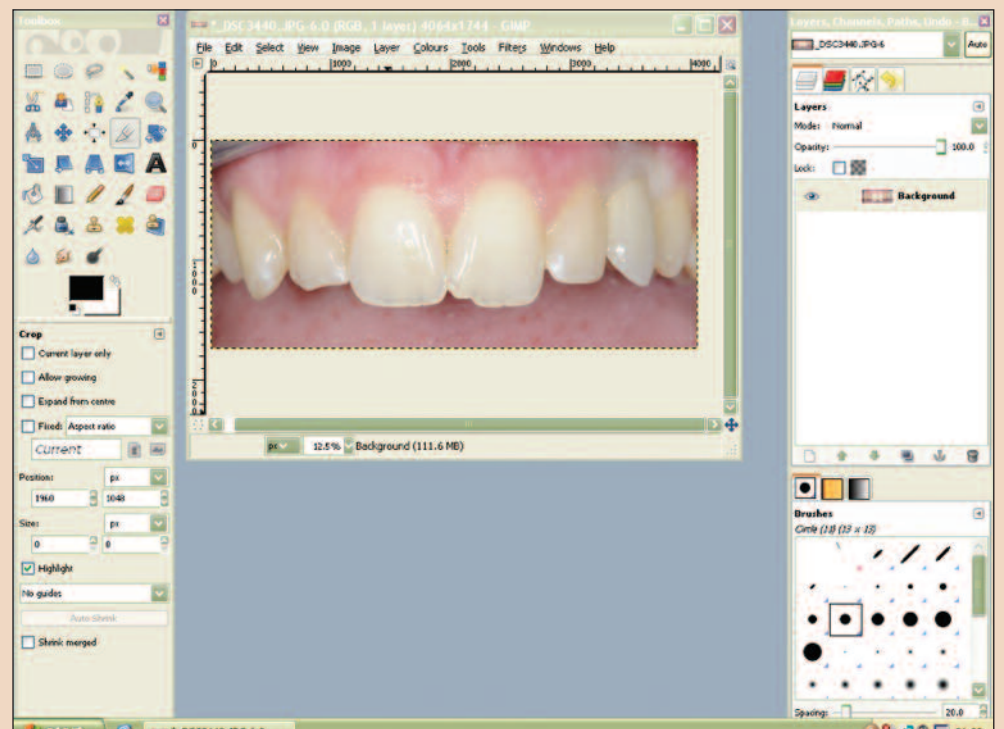 Toolbox
*_DSC3440.JPG-6.0 (RGB, 1 layer) 4064x1744 - GIMP
File Edit Select View Image Layer Colours Tools Filters Windows Help
0 1000 2000 3000 4000
0
1000
Crop
Current layer only
Allow growing
Expand from centre
Fixed: Aspect ratio
Current
Position: px
1960 1048
Size: px
0 0
Highlight
No guides
Auto Shrink
Shrink merged
px 12.5% Background (111.6 MB)
Layers, Channels, Paths, Undo - B...
_DSC3440.JPG-6 Auto
Layers
Mode: Normal
Opacity: 100.0
Lock:
Background
Brushes
Circle (11) (13 x 13)
Spacing: 20.0